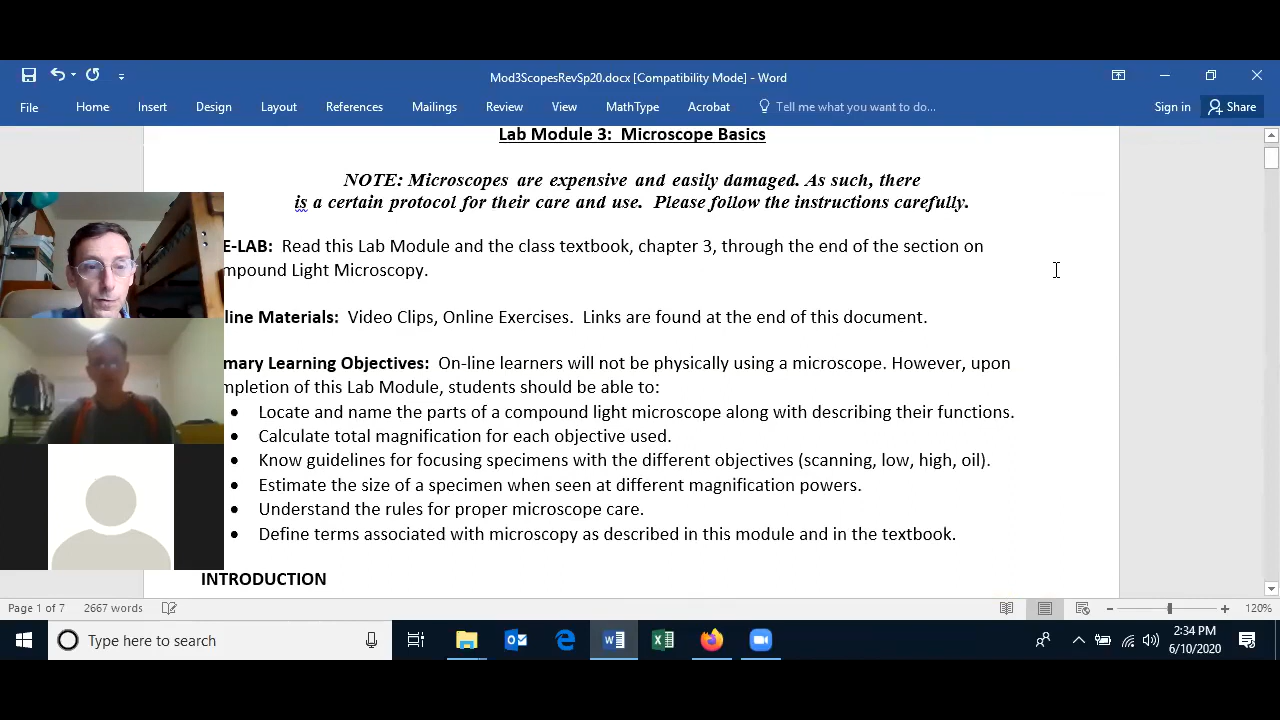 Mod3ScopesRevSp20.docx [Compatibility Mode] - Word
File Home Insert Design Layout References Mailings Review View MathType Acrobat Tell me what you want to do... Sign in Share
Lab Module 3: Microscope Basics
NOTE: Microscopes are expensive and easily damaged. As such, there
is a certain protocol for their care and use. Please follow the instructions carefully.
E-LAB: Read this Lab Module and the class textbook, chapter 3, through the end of the section on
mpound Light Microscopy.
line Materials: Video Clips, Online Exercises. Links are found at the end of this document.
mary Learning Objectives: On-line learners will not be physically using a microscope. However, upon
mpletion of this Lab Module, students should be able to:
• Locate and name the parts of a compound light microscope along with describing their functions.
• Calculate total magnification for each objective used.
• Know guidelines for focusing specimens with the different objectives (scanning, low, high, oil).
• Estimate the size of a specimen when seen at different magnification powers.
• Understand the rules for proper microscope care.
• Define terms associated with microscopy as described in this module and in the textbook.
INTRODUCTION
Page 1 of 7 2667 words 120%
Type here to search
2:34 PM
6/10/2020